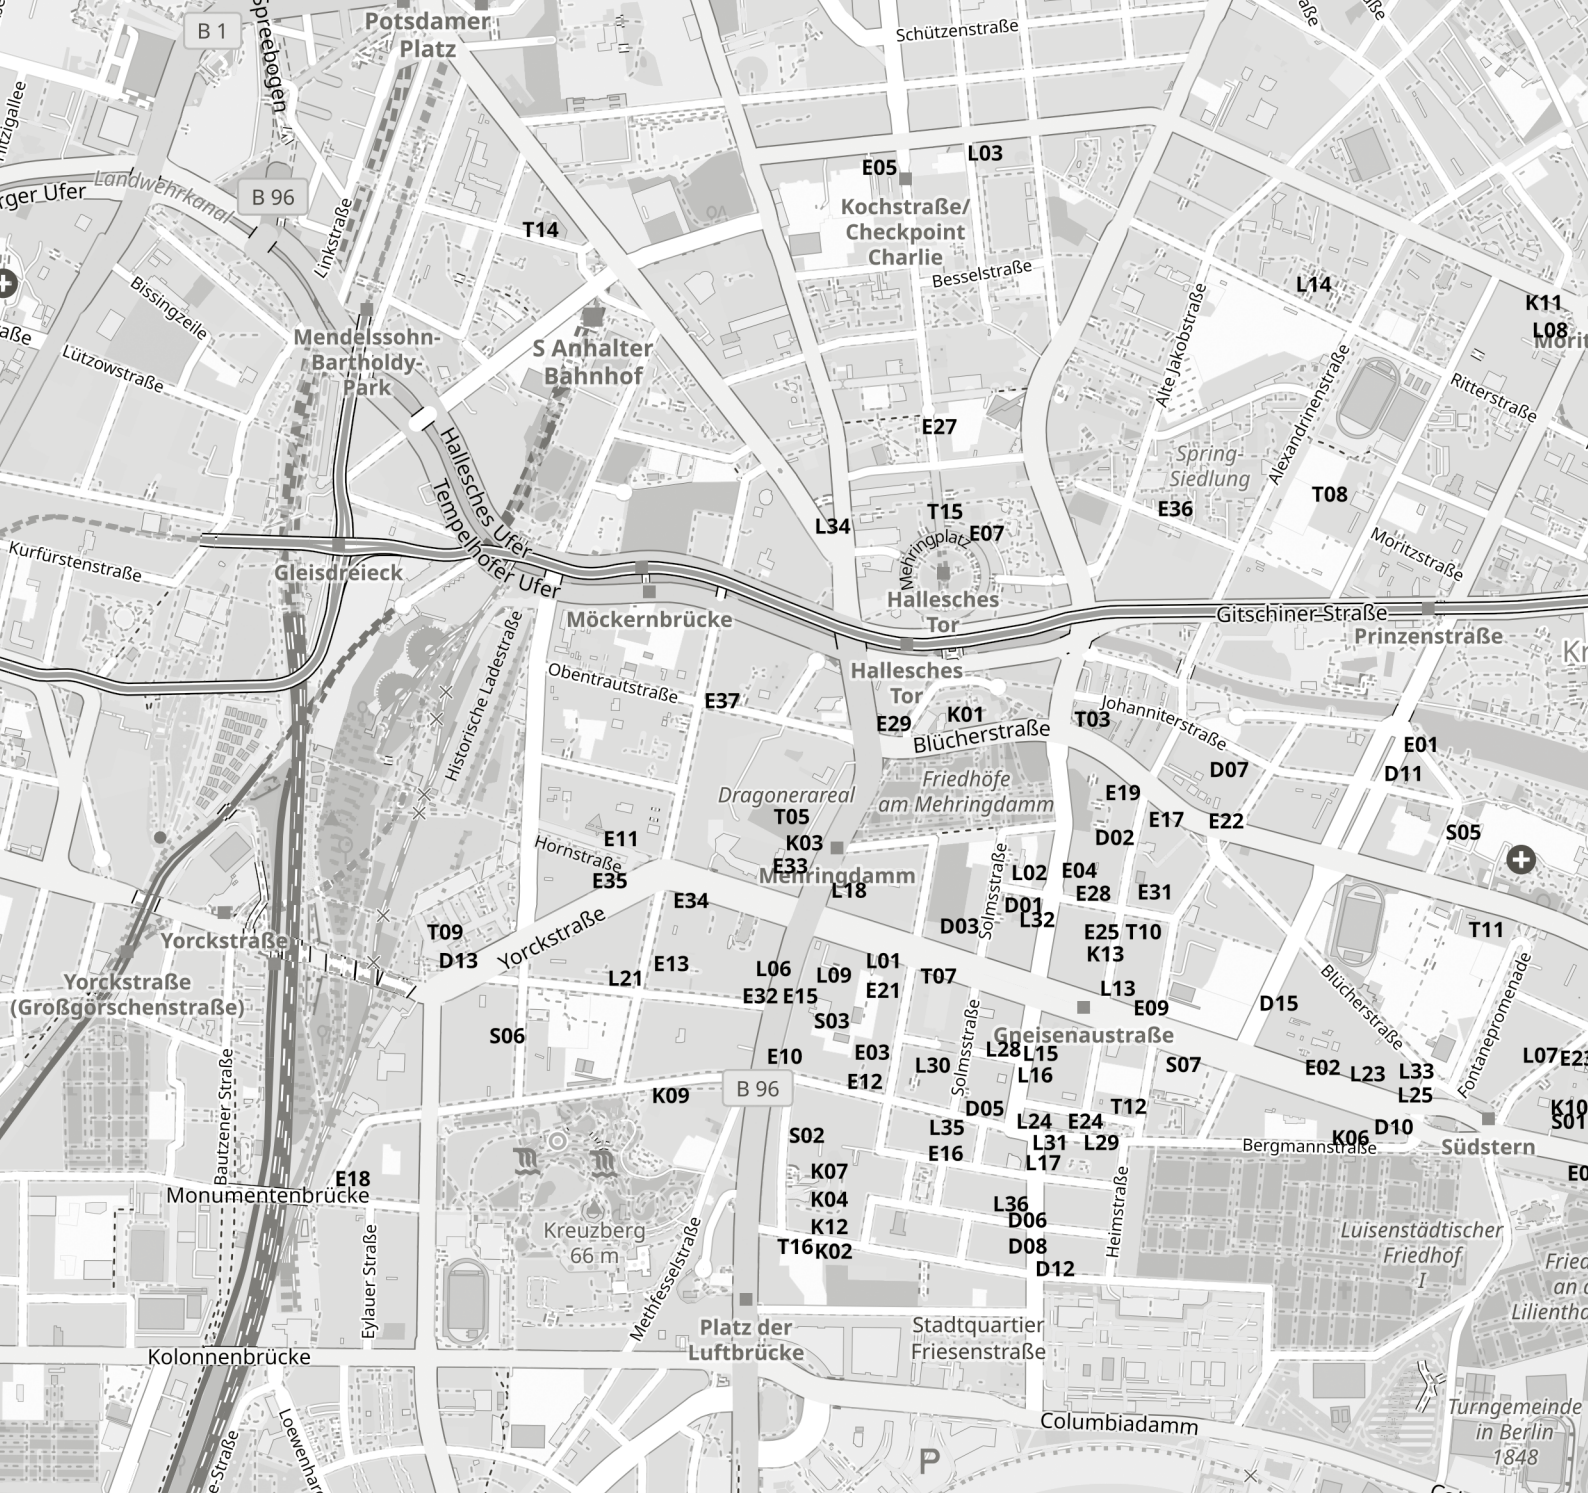 Potsdamer
Platz
B 1
Spreebogen
Schützenstraße
Landwehrkanal
B 96
Linkstraße
E05
L03
Kochstraße/
Checkpoint
Charlie
Besselstraße
T14
Bissingzeile
Lützowstraße
Mendelssohn-
Bartholdy-
Park
S Anhalter
Bahnhof
Alte Jakobstraße
L14
K11
L08
Alexandrinenstraße
Ritterstraße
E27
Spring-
Siedlung
T08
E36
Moritzstraße
Hallesches Ufer
Tempelhofer Ufer
L34
T15
E07
Mehringplatz
Hallesches
Tor
Kurfürstenstraße
Gleisdreieck
Möckernbrücke
Gitschiner Straße
Prinzenstraße
Historische Ladestraße
Obentrautstraße
E37
Hallesches
Tor
E29
K01
Blücherstraße
T03
Johanniterstraße
E01
D11
D07
Dragonerareal
Friedhöfe
am Mehringdamm
E19
T05
E17
E22
D02
S05
K03
E33
Mehringdamm
L18
E11
Hornstraße
E35
E34
Solmsstraße
L02
E04
D01
E28
E31
L32
D03
E25
T10
K13
T11
T09
D13
Yorckstraße
Yorckstraße
Yorckstraße
(Großgörschenstraße)
L21
E13
L06
L09
L01
T07
E32
E15
E21
S03
L13
E09
Gneisenaustraße
D15
Blücherstraße
Fontanepromenade
S06
E10
E03
E12
L30
Solmsstraße
L28
L15
L16
S07
E02
L23
L33
L25
L07
E23
K10
S01
K09
B 96
D05
T12
L24
E24
L35
L31
L29
E16
L17
D10
K06
Bergmannstraße
Südstern
S02
K07
K04
K12
T16
K02
L36
D06
D08
D12
Heimstraße
Bautzener Straße
E18
Monumentenbrücke
Eylauer Straße
Kreuzberg
66 m
Methfesselstraße
Luisenstädtischer
Friedhof
I
Platz der
Luftbrücke
Stadtquartier
Friesenstraße
Kolonnenbrücke
Columbiadamm
P
Turngemeinde
in Berlin
1848